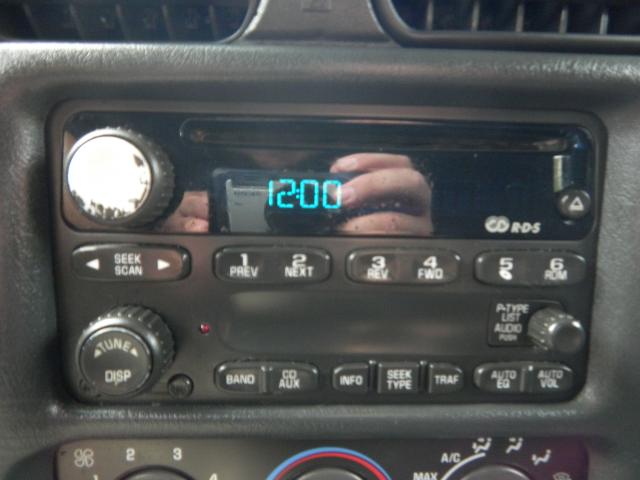 12:00
CD R·D·S
SEEK
SCAN
1
PREV
2
NEXT
3
REV
4
FWD
5
6
RDM
TUNE
DISP
P-TYPE
LIST
AUDIO
PUSH
BAND
CD
AUX
INFO
SEEK
TYPE
TRAF
AUTO
EQ
AUTO
VOL
1
2
3
4
A/C
MAX